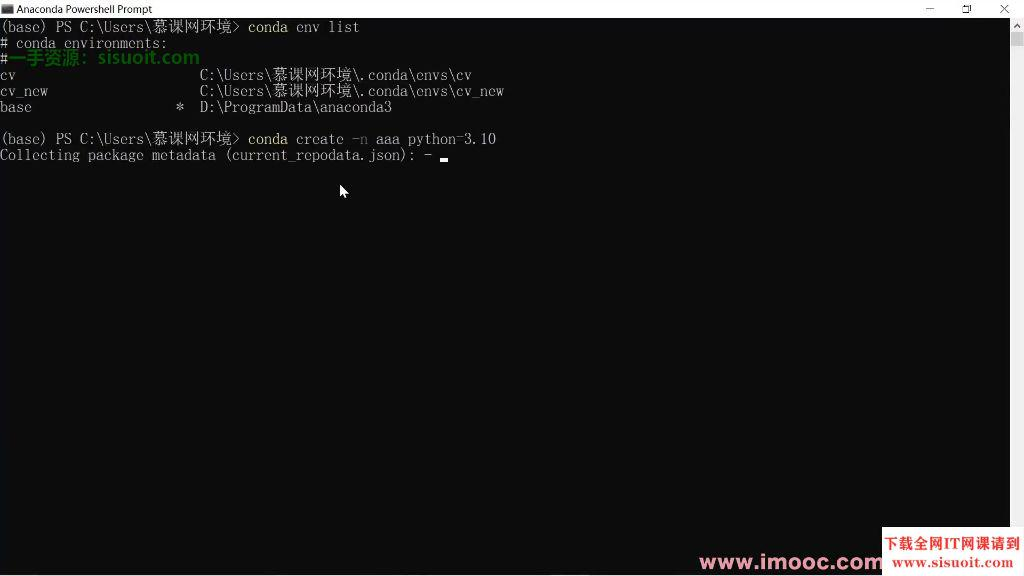 Anaconda Powershell Prompt
(base) PS C:\Users\慕课网环境> conda env list
# conda environments:
#
一手资源：sisuoit.com
cv C:\Users\慕课网环境\.conda\envs\cv
cv_new C:\Users\慕课网环境\.conda\envs\cv_new
base * D:\ProgramData\anaconda3
(base) PS C:\Users\慕课网环境> conda create -n aaa python=3.10
Collecting package metadata (current_repodata.json): -
www.imooc.com
下载全网IT网课请到
www.sisuoit.com